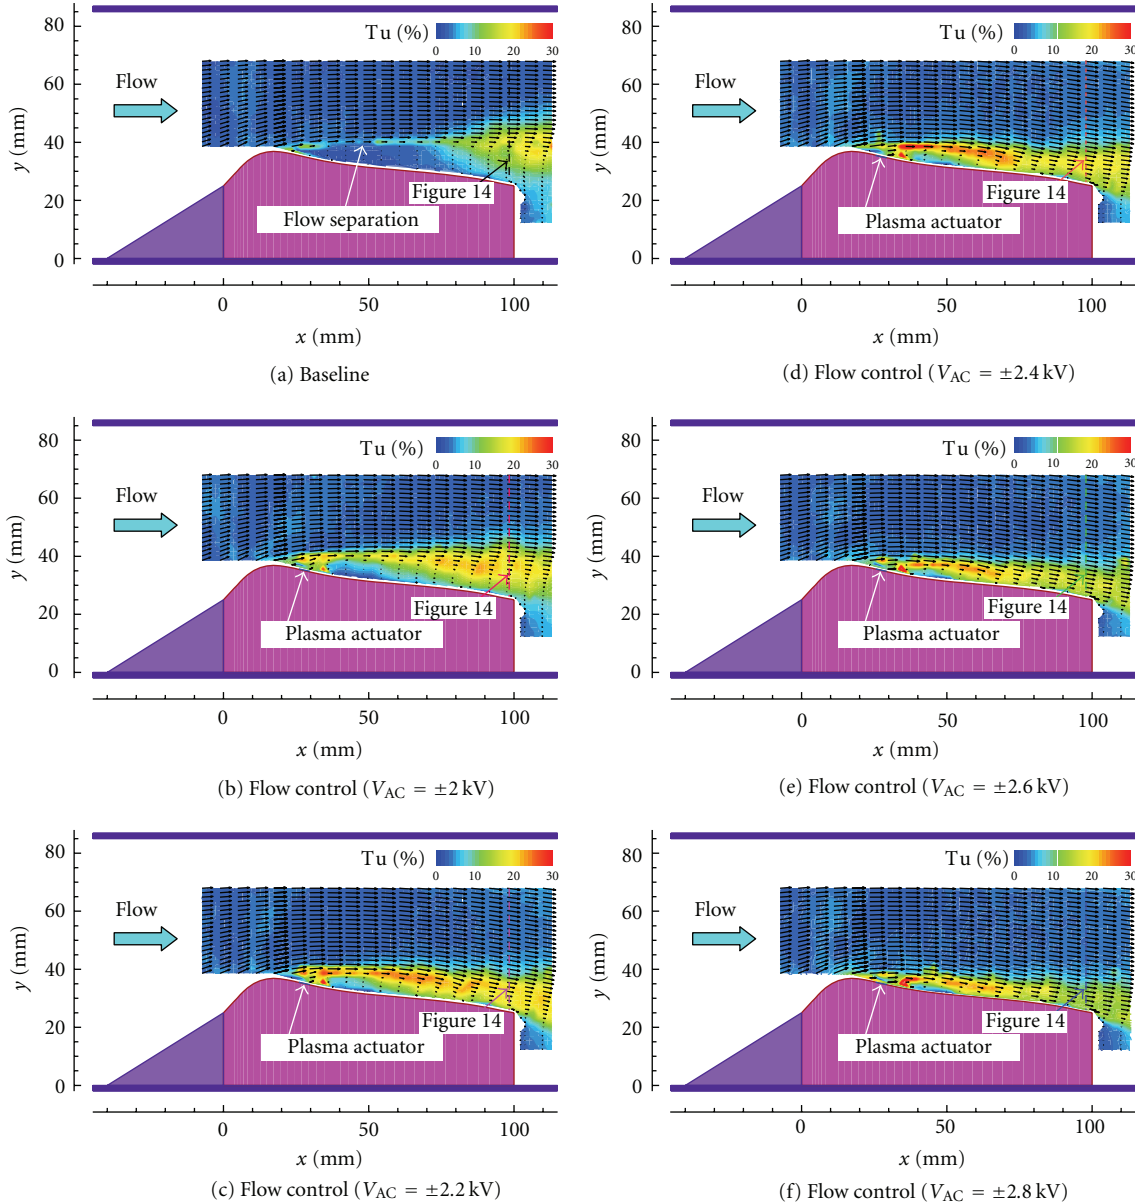 80
60
40
20
0
y (mm)
Tu (%)
0 10 20 30
Flow
Figure 14
Flow separation
0 50 100
x (mm)
(a) Baseline
80
60
40
20
0
y (mm)
Tu (%)
0 10 20 30
Flow
Figure 14
Plasma actuator
0 50 100
x (mm)
(d) Flow control (V_AC = ±2.4 kV)
80
60
40
20
0
y (mm)
Tu (%)
0 10 20 30
Flow
Figure 14
Plasma actuator
0 50 100
x (mm)
(b) Flow control (V_AC = ±2 kV)
80
60
40
20
0
y (mm)
Tu (%)
0 10 20 30
Flow
Figure 14
Plasma actuator
0 50 100
x (mm)
(e) Flow control (V_AC = ±2.6 kV)
80
60
40
20
0
y (mm)
Tu (%)
0 10 20 30
Flow
Figure 14
Plasma actuator
0 50 100
x (mm)
(c) Flow control (V_AC = ±2.2 kV)
80
60
40
20
0
y (mm)
Tu (%)
0 10 20 30
Flow
Figure 14
Plasma actuator
0 50 100
x (mm)
(f) Flow control (V_AC = ±2.8 kV)